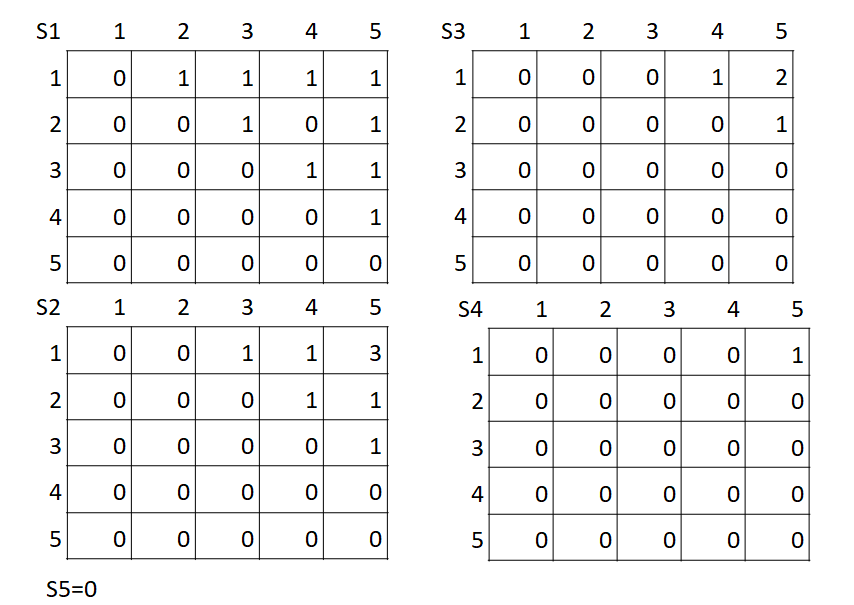 S1 1 2 3 4 5
1 0 1 1 1 1
2 0 0 1 0 1
3 0 0 0 1 1
4 0 0 0 0 1
5 0 0 0 0 0
S3 1 2 3 4 5
1 0 0 0 1 2
2 0 0 0 0 1
3 0 0 0 0 0
4 0 0 0 0 0
5 0 0 0 0 0
S2 1 2 3 4 5
1 0 0 1 1 3
2 0 0 0 1 1
3 0 0 0 0 1
4 0 0 0 0 0
5 0 0 0 0 0
S4 1 2 3 4 5
1 0 0 0 0 1
2 0 0 0 0 0
3 0 0 0 0 0
4 0 0 0 0 0
5 0 0 0 0 0
S5=0